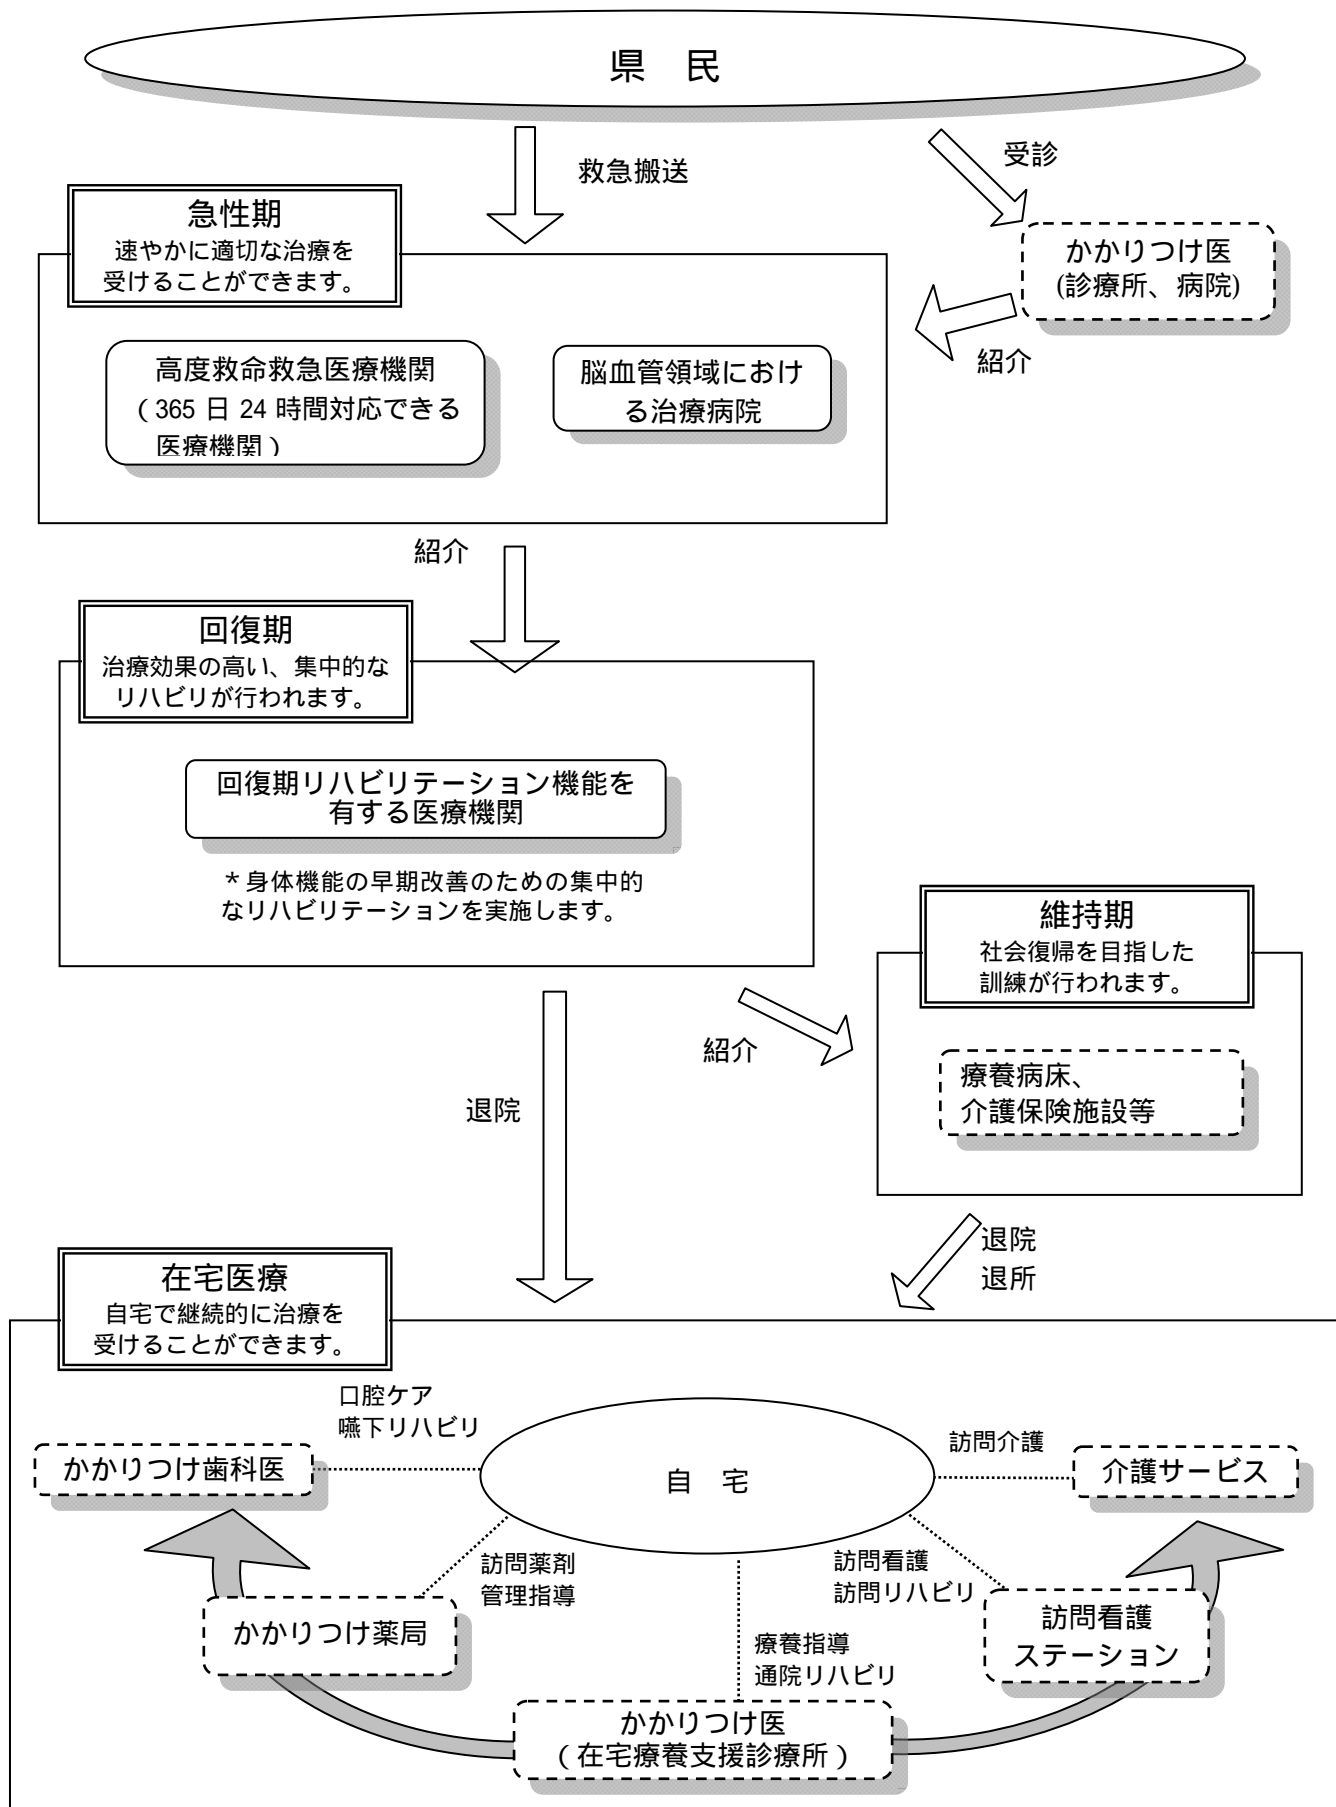 県　民
救急搬送
受診
急性期
速やかに適切な治療を
受けることができます。
かかりつけ医
(診療所、病院)
紹介
高度救命救急医療機関
（365 日 24 時間対応できる
医療機関）
脳血管領域におけ
る治療病院
紹介
回復期
治療効果の高い、集中的な
リハビリが行われます。
回復期リハビリテーション機能を
有する医療機関
＊身体機能の早期改善のための集中的
なリハビリテーションを実施します。
維持期
社会復帰を目指した
訓練が行われます。
紹介
療養病床、
介護保険施設等
退院
退院
退所
在宅医療
自宅で継続的に治療を
受けることができます。
口腔ケア
嚥下リハビリ
かかりつけ歯科医
自　宅
訪問介護
介護サービス
訪問薬剤
管理指導
訪問看護
訪問リハビリ
かかりつけ薬局
訪問看護
ステーション
療養指導
通院リハビリ
かかりつけ医
（在宅療養支援診療所）